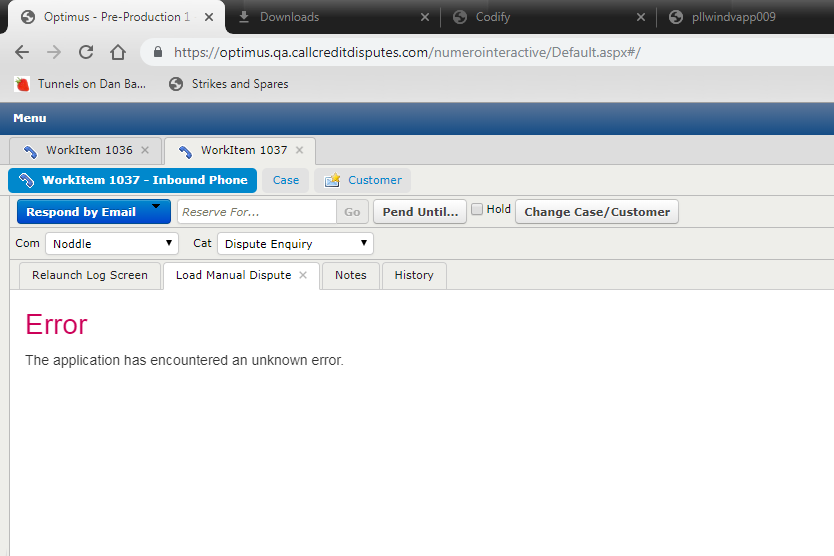 Optimus - Pre-Production 1
Downloads
Codify
pllwindvapp009
https://optimus.qa.callcreditdisputes.com/numerointeractive/Default.aspx#/
Tunnels on Dan Ba...
Strikes and Spares
Menu
WorkItem 1036
WorkItem 1037
WorkItem 1037 - Inbound Phone
Case
Customer
Respond by Email
Reserve For...
Go
Pend Until...
Hold
Change Case/Customer
Com
Noddle
Cat
Dispute Enquiry
Relaunch Log Screen
Load Manual Dispute
Notes
History
Error
The application has encountered an unknown error.